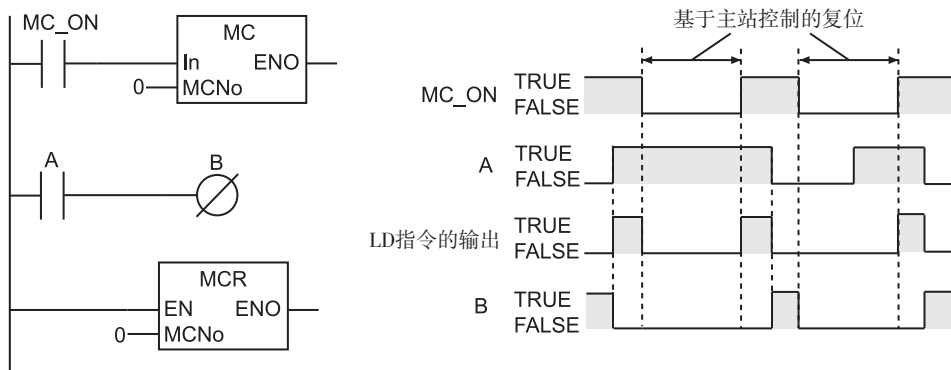 MC_ON
MC
In ENO
0 MCNo
A
B
MCR
EN ENO
0 MCNo
基于主站控制的复位
MC_ON TRUE
FALSE
A TRUE
FALSE
LD指令的输出 TRUE
FALSE
B TRUE
FALSE